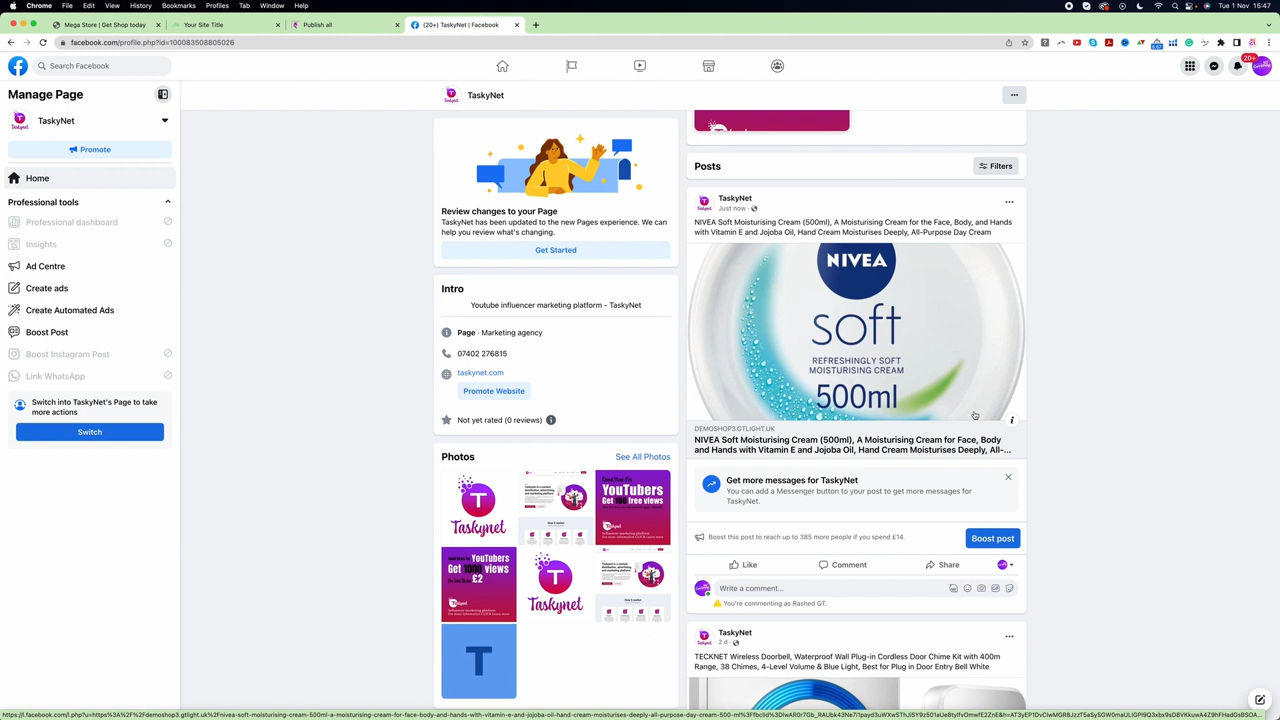 Chrome File Edit View History Bookmarks Profiles Tab Window Help
Tue 1 Nov 15:47
Mega Store | Get Shop today
Your Site Title
Publish all
(20+) TaskyNet | Facebook
facebook.com/profile.php?id=100083508805026
Search Facebook
20+
Manage Page
TaskyNet
Promote
Home
Professional tools
Professional dashboard
Insights
Ad Centre
Create ads
Create Automated Ads
Boost Post
Boost Instagram Post
Link WhatsApp
Switch into TaskyNet's Page to take
more actions
Switch
TaskyNet
Review changes to your Page
TaskyNet has been updated to the new Pages experience. We can
help you review what's changing.
Get Started
Intro
Youtube influencer marketing platform - TaskyNet
Page · Marketing agency
07402 276815
taskynet.com
Promote Website
Not yet rated (0 reviews)
Photos
See All Photos
Taskynet
YouTubers
YouTubers
Get 1000 views
£2
Taskynet
T
Posts
Filters
TaskyNet
Just now
NIVEA Soft Moisturising Cream (500ml), A Moisturising Cream for the Face, Body, and Hands
with Vitamin E and Jojoba Oil, Hand Cream Moisturises Deeply, All-Purpose Day Cream
NIVEA
soft
REFRESHINGLY SOFT
MOISTURISING CREAM
500ml
DEMOSHOP3.GTLIGHT.UK
NIVEA Soft Moisturising Cream (500ml), A Moisturising Cream for Face, Body
and Hands with Vitamin E and Jojoba Oil, Hand Cream Moisturises Deeply, All-...
Get more messages for TaskyNet
You can add a Messenger button to your post to get more messages for
TaskyNet.
Boost this post to reach up to 385 more people if you spend £14.
Boost post
Like
Comment
Share
Write a comment...
You're commenting as Rashed GT.
TaskyNet
2 d
TECKNET Wireless Doorbell, Waterproof Wall Plug-in Cordless Door Chime Kit with 400m
Range, 38 Chimes, 4-Level Volume & Blue Light, Best for Plug in Door Entry Bell White